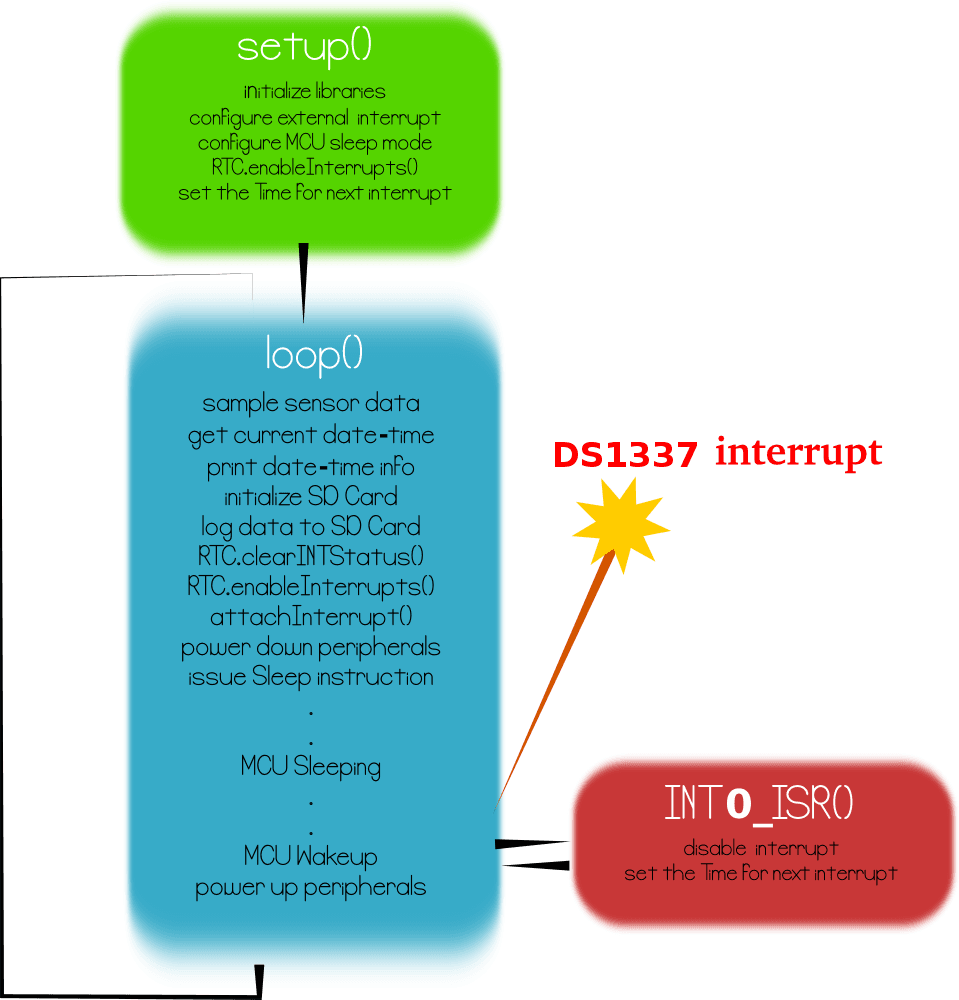 setup()
initialize libraries
configure external interrupt
configure MCU sleep mode
RTC.enableInterrupts()
set the Time for next interrupt
loop()
sample sensor data
get current date-time
print date-time info
initialize SD Card
log data to SD Card
RTC.clearINTStatus()
RTC.enableInterrupts()
attachInterrupt()
power down peripherals
issue Sleep instruction
.
.
MCU Sleeping
.
.
MCU Wakeup
power up peripherals
DS1337 interrupt
INT0_ISR()
disable interrupt
set the Time for next interrupt